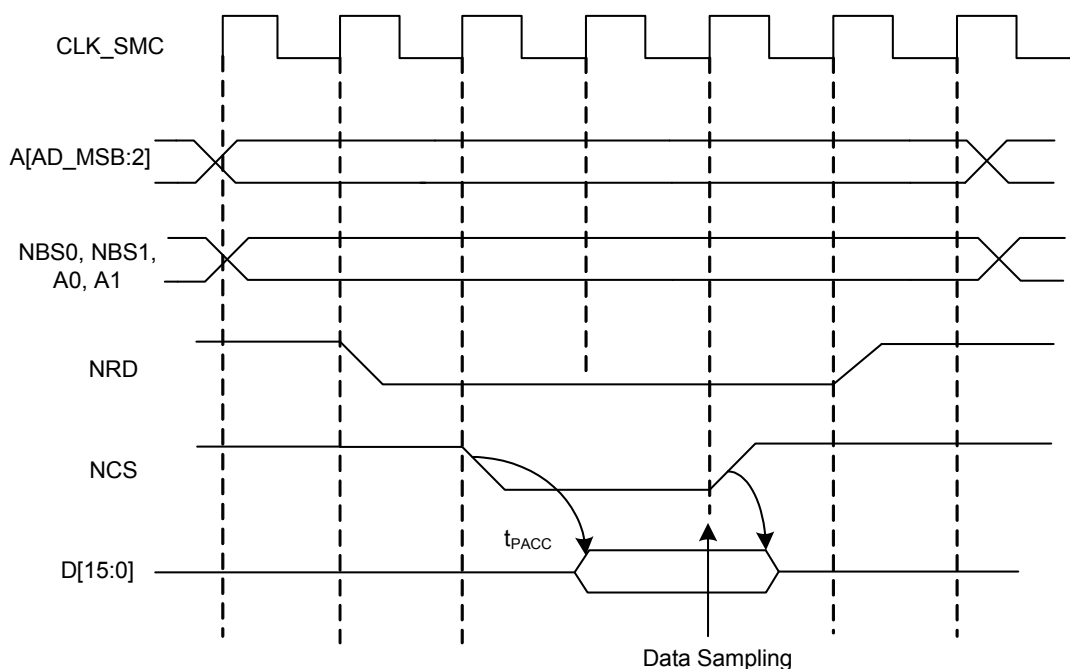 CLK_SMC
A[AD_MSB:2]
NBS0, NBS1,
A0, A1
NRD
NCS
tPACC
D[15:0]
Data Sampling